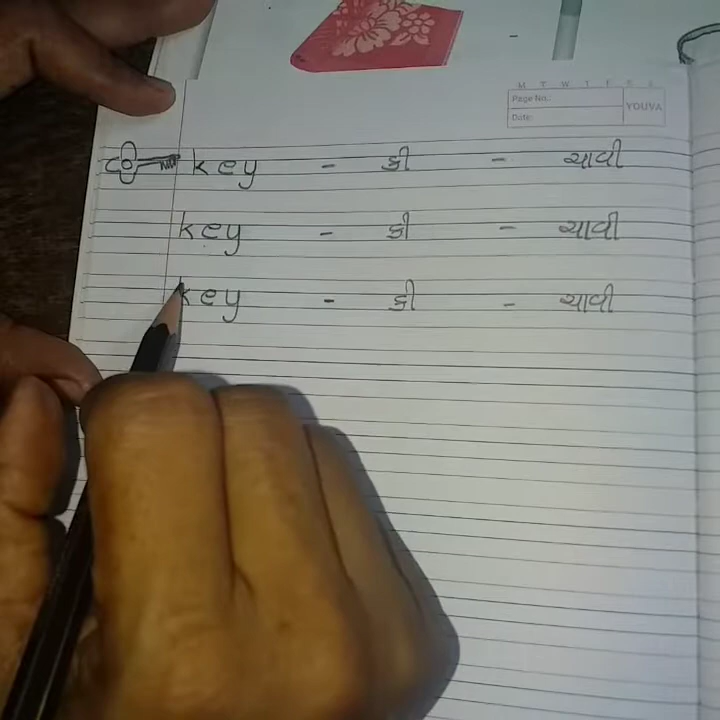 M T W T F S S
Page No.:
Date:
YOUVA
key - કી - ચાવી
key - કી - ચાવી
key - કી - ચાવી